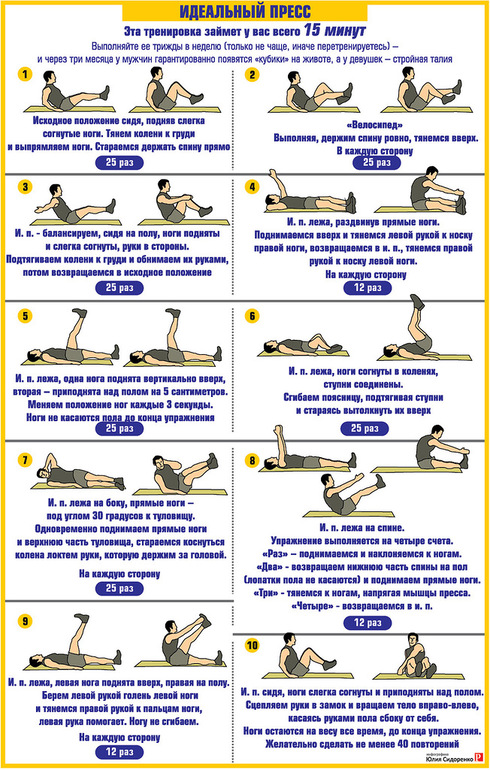 ИДЕАЛЬНЫЙ ПРЕСС
Эта тренировка займет у вас всего 15 минут
Выполняйте ее трижды в неделю (только не чаще, иначе перетренируетесь) –
и через три месяца у мужчин гарантированно появятся «кубики» на животе, а у девушек – стройная талия
1
Исходное положение сидя, подняв слегка
согнутые ноги. Тянем колени к груди
и выпрямляем ноги. Стараемся держать спину прямо
25 раз
2
«Велосипед»
Выполняя, держим спину ровно, тянемся вверх.
В каждую сторону
25 раз
3
И. п. - балансируем, сидя на полу, ноги подняты
и слегка согнуты, руки в стороны.
Подтягиваем колени к груди и обнимаем их руками,
потом возвращаемся в исходное положение
25 раз
4
И. п. лежа, раздвинув прямые ноги.
Поднимаемся вверх и тянемся левой рукой к носку
правой ноги, возвращаемся в и. п., тянемся правой
рукой к носку левой ноги.
На каждую сторону
12 раз
5
И. п. лежа, одна нога поднята вертикально вверх,
вторая – приподнята над полом на 5 сантиметров.
Меняем положение ног каждые 3 секунды.
Ноги не касаются пола до конца упражнения
25 раз
6
И. п. лежа, ноги согнуты в коленях,
ступни соединены.
Сгибаем поясницу, подтягивая ступни
и стараясь вытолкнуть их вверх
25 раз
7
И. п. лежа на боку, прямые ноги –
под углом 30 градусов к туловищу.
Одновременно поднимаем прямые ноги
и верхнюю часть туловища, стараемся коснуться
колена локтем руки, которую держим за головой.
На каждую сторону
25 раз
8
И. п. лежа на спине.
Упражнение выполняется на четыре счета.
«Раз» – поднимаемся и наклоняемся к ногам.
«Два» - возвращаем нижнюю часть спины на пол
(лопатки пола не касаются) и поднимаем прямые ноги.
«Три» - тянемся к ногам, напрягая мышцы пресса.
«Четыре» - возвращаемся в и. п.
12 раз
9
И. п. лежа, левая нога поднята вверх, правая на полу.
Берем левой рукой голень левой ноги
и тянемся правой рукой к пальцам ноги,
левая рука помогает. Ногу не сгибаем.
На каждую сторону
12 раз
10
И. п. сидя, ноги слегка согнуты и приподняты над полом.
Сцепляем руки в замок и вращаем тело вправо-влево,
касаясь руками пола сбоку от себя.
Ноги остаются на весу все время, до конца упражнения.
Желательно сделать не менее 40 повторений
инфографика
Юлия Сидоренко
Р